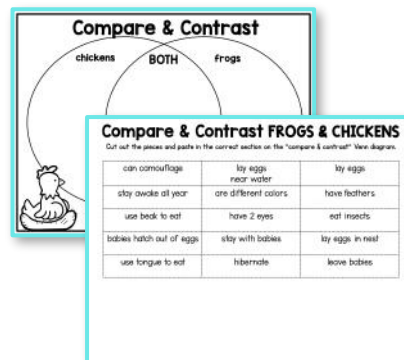 Compare & Contrast
chickens BOTH frogs
Compare & Contrast FROGS & CHICKENS
Cut out the pieces and paste in the correct section on the "compare & contrast" Venn diagram.
can camouflage lay eggs near water lay eggs
stay awake all year are different colors have feathers
use beak to eat have 2 eyes eat insects
babies hatch out of eggs stay with babies lay eggs in nest
use tongue to eat hibernate leave babies